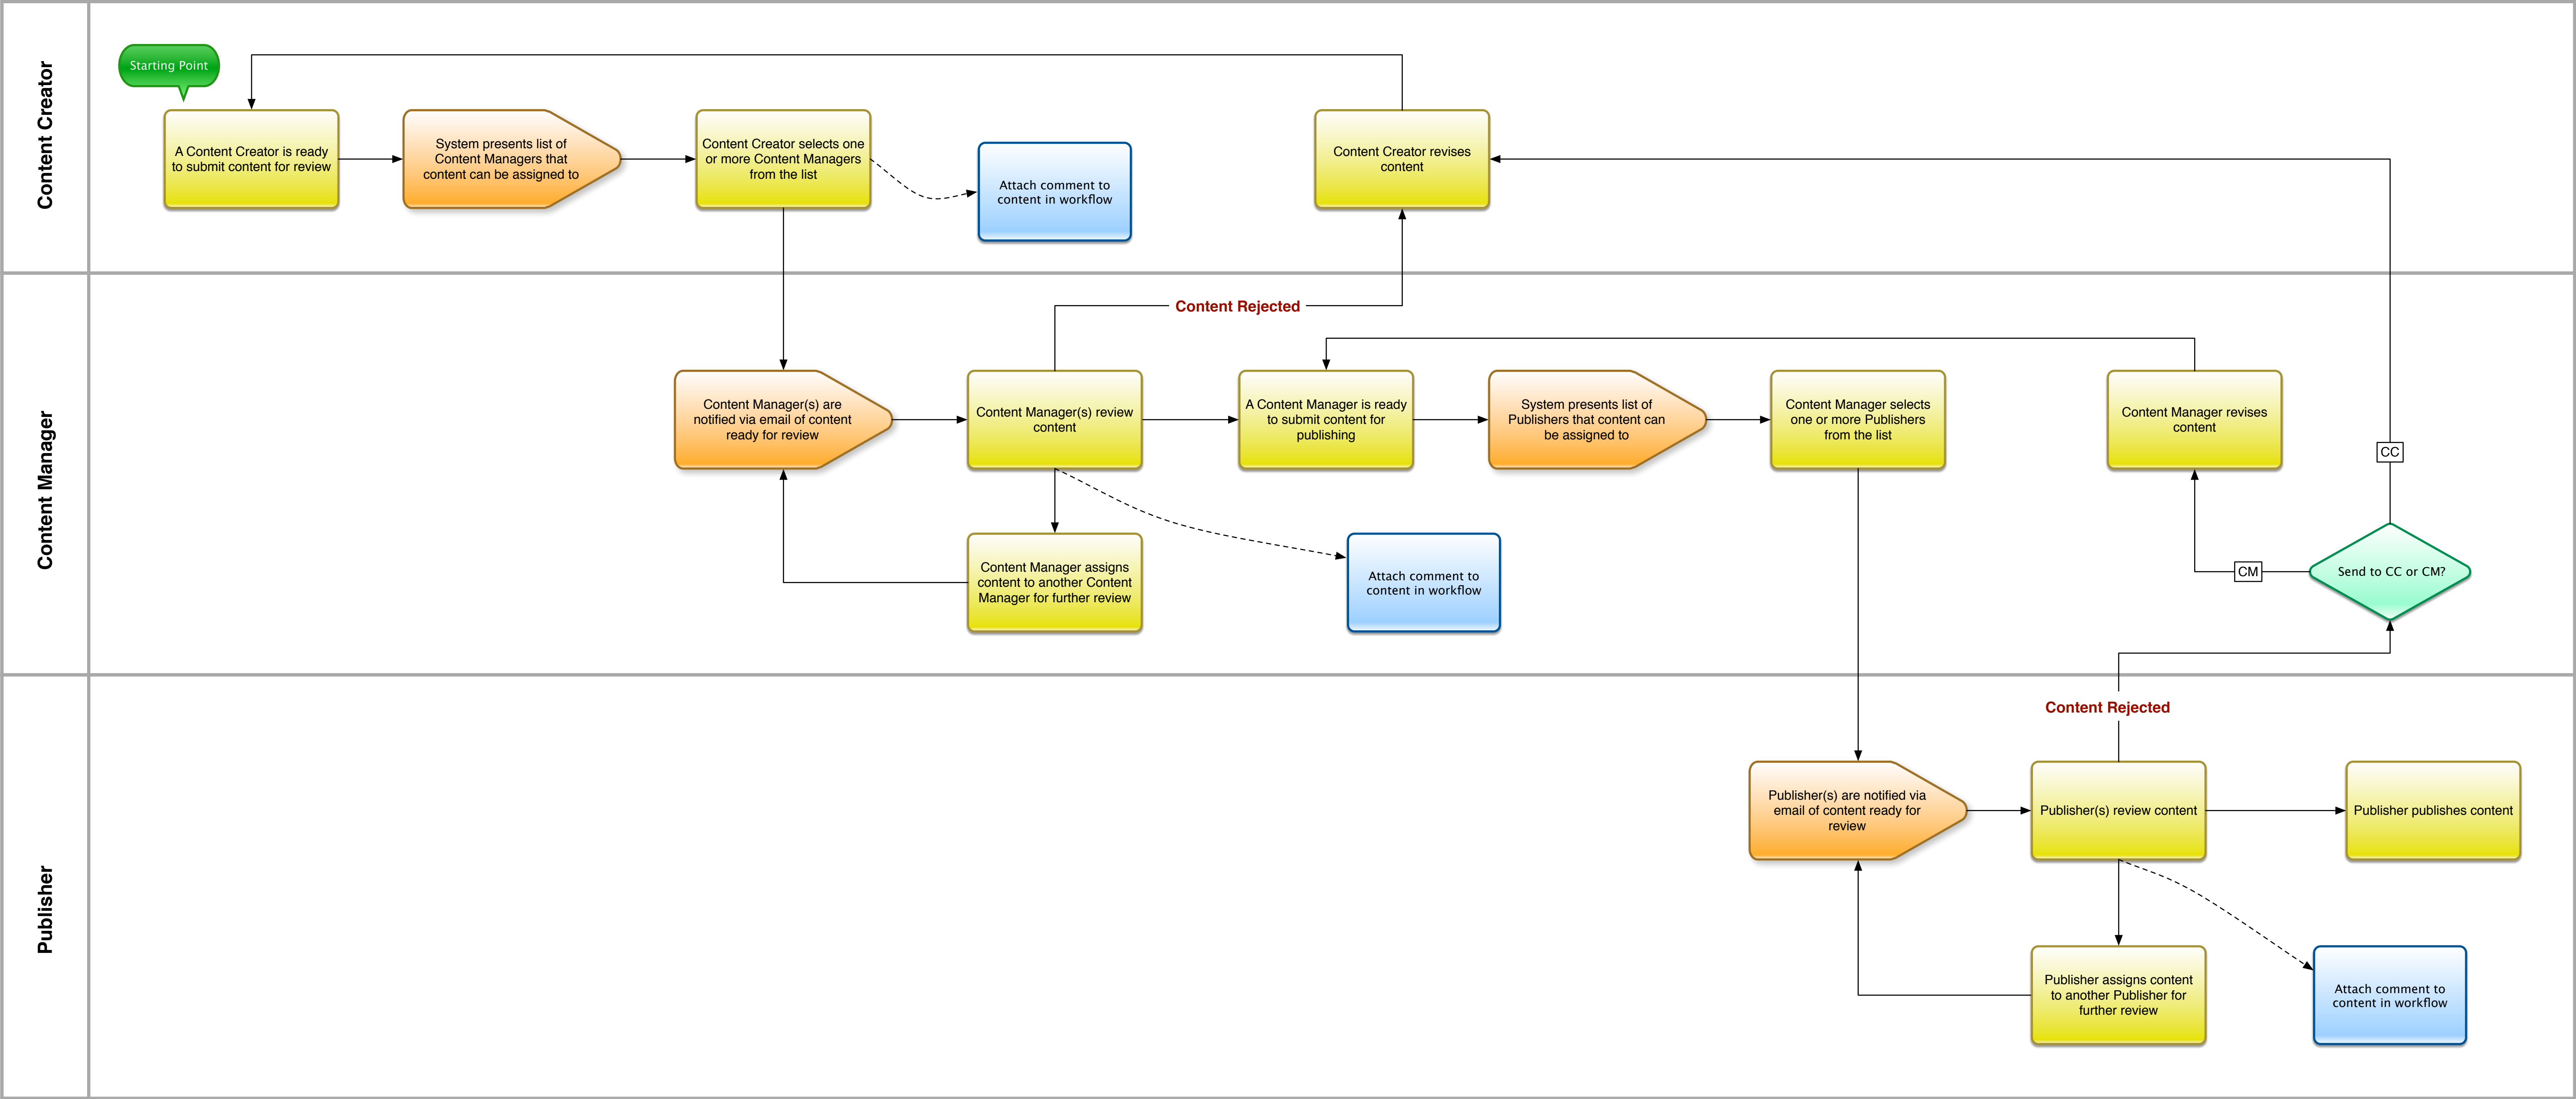 Content Creator
Starting Point
A Content Creator is ready
to submit content for review
System presents list of
Content Managers that
content can be assigned to
Content Creator selects one
or more Content Managers
from the list
Attach comment to
content in workflow
Content Creator revises
content
Content Manager
Content Rejected
Content Manager(s) are
notified via email of content
ready for review
Content Manager(s) review
content
A Content Manager is ready
to submit content for
publishing
System presents list of
Publishers that content can
be assigned to
Content Manager selects
one or more Publishers
from the list
Content Manager revises
content
CC
Content Manager assigns
content to another Content
Manager for further review
Attach comment to
content in workflow
CM
Send to CC or CM?
Publisher
Content Rejected
Publisher(s) are notified via
email of content ready for
review
Publisher(s) review content
Publisher publishes content
Publisher assigns content
to another Publisher for
further review
Attach comment to
content in workflow